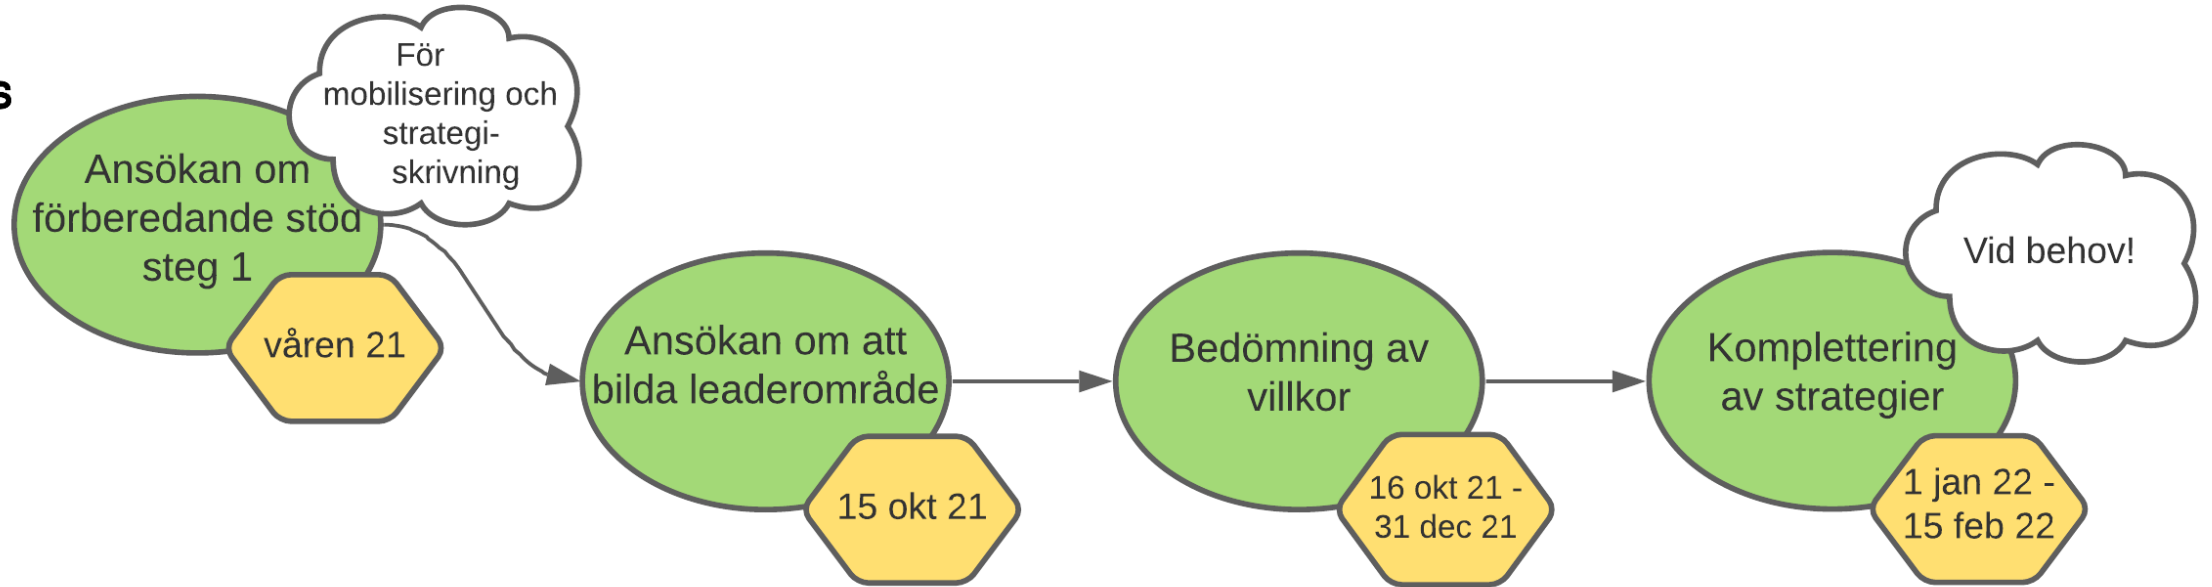 För
mobilisering och
strategi-
skrivning
s
Ansökan om
förberedande stöd
steg 1
våren 21
Ansökan om att
bilda lederområde
15 okt 21
Bedömning av
villkor
16 okt 21 -
31 dec 21
Vid behov!
Komplettering
av strategier
1 jan 22 -
15 feb 22